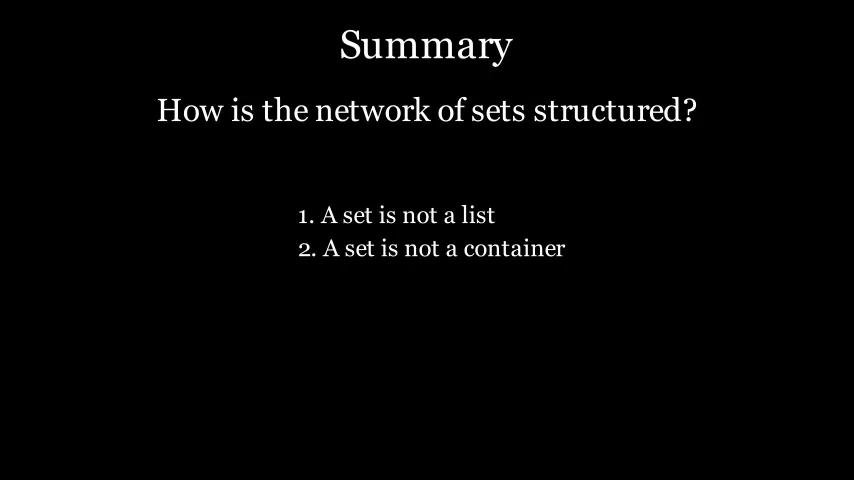 Summary
How is the network of sets structured?
1. A set is not a list
2. A set is not a container